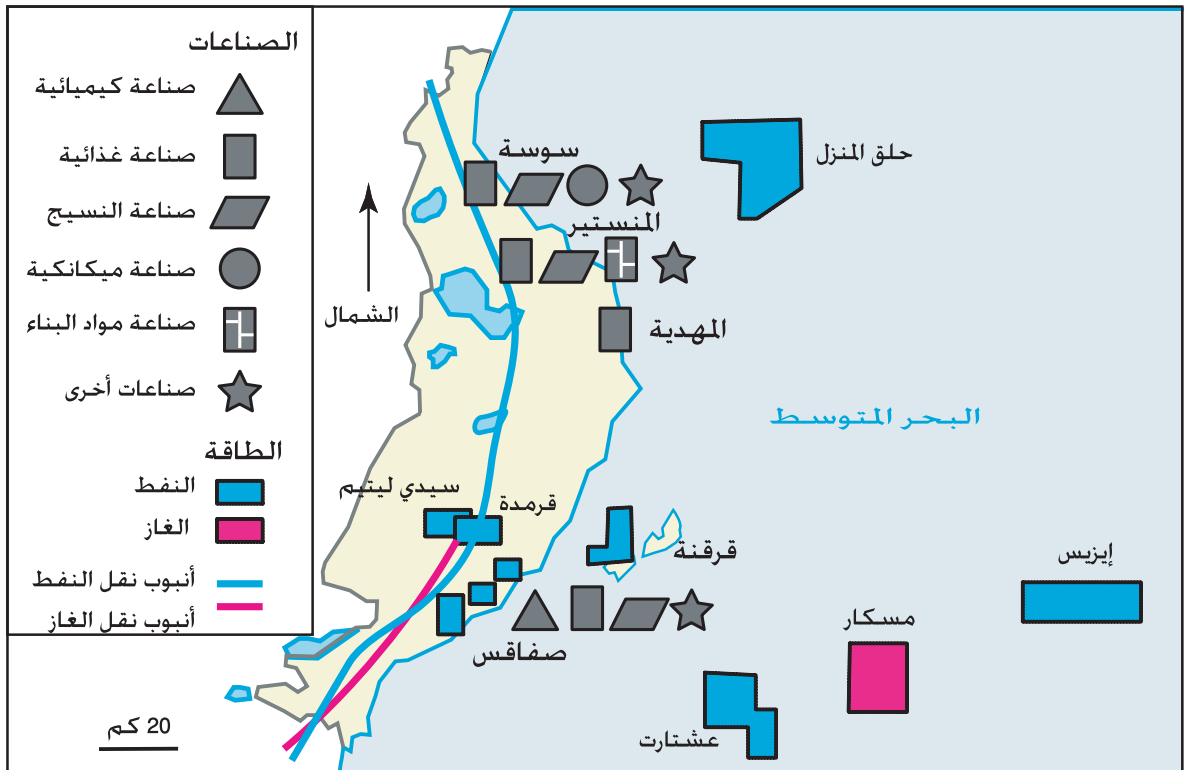 الصناعات
صناعة كيميائية
صناعة غذائية
صناعة النسيج
صناعة ميكانكية
صناعة مواد البناء
صناعات أخرى
الطاقة
النفط
الغاز
أنبوب نقل النفط
أنبوب نقل الغاز
20 كم
الشمال
سوسة
المنستير
المهدية
حلق المنزل
البحر المتوسط
سيدي ليتيم
قرمدة
قرقنة
صفاقس
إيزيس
مسكار
عشتارت